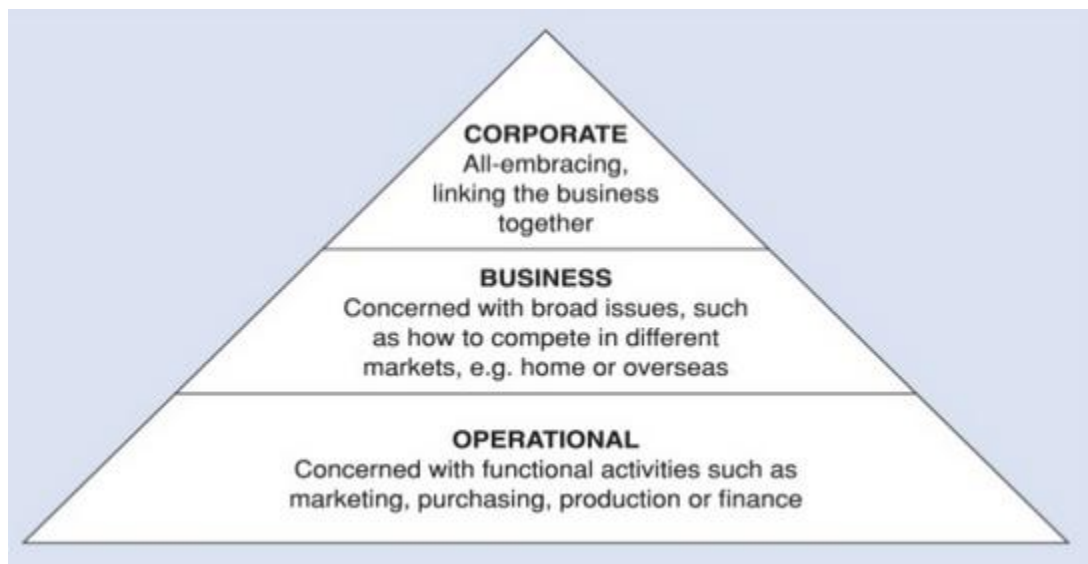 CORPORATE
All-embracing,
linking the business
together
BUSINESS
Concerned with broad issues, such
as how to compete in different
markets, e.g. home or overseas
OPERATIONAL
Concerned with functional activities such as
marketing, purchasing, production or finance